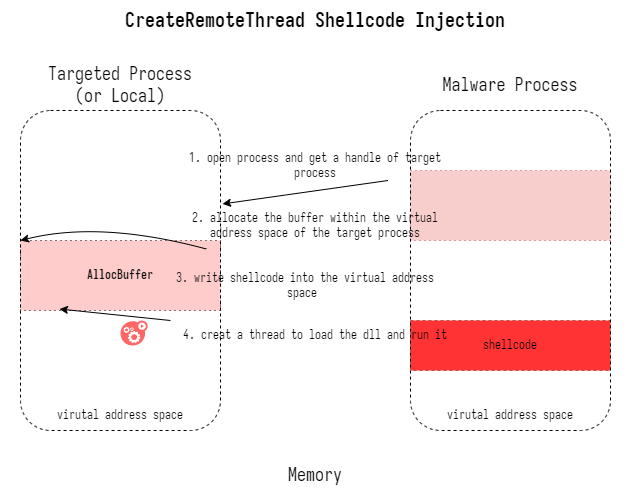 CreateRemoteThread Shellcode Injection
Targeted Process
(or Local)
Malware Process
1. open process and get a handle of target
process
2. allocate the buffer within the virtual
address space of the target process
AllocBuffer
3. write shellcode into the virtual address
space
4. creat a thread to load the dll and run it
shellcode
virutal address space
virutal address space
Memory